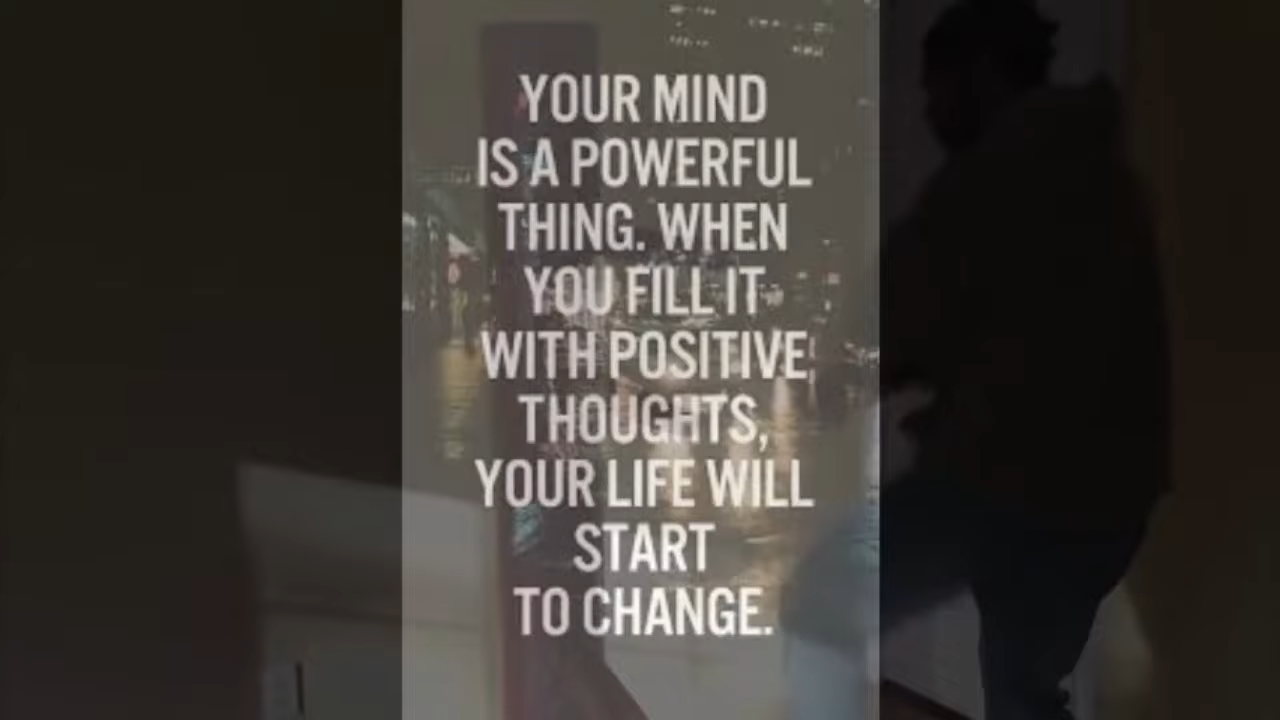 YOUR MIND
IS A POWERFUL
THING. WHEN
YOU FILL IT
WITH POSITIVE
THOUGHTS,
YOUR LIFE WILL
START
TO CHANGE.